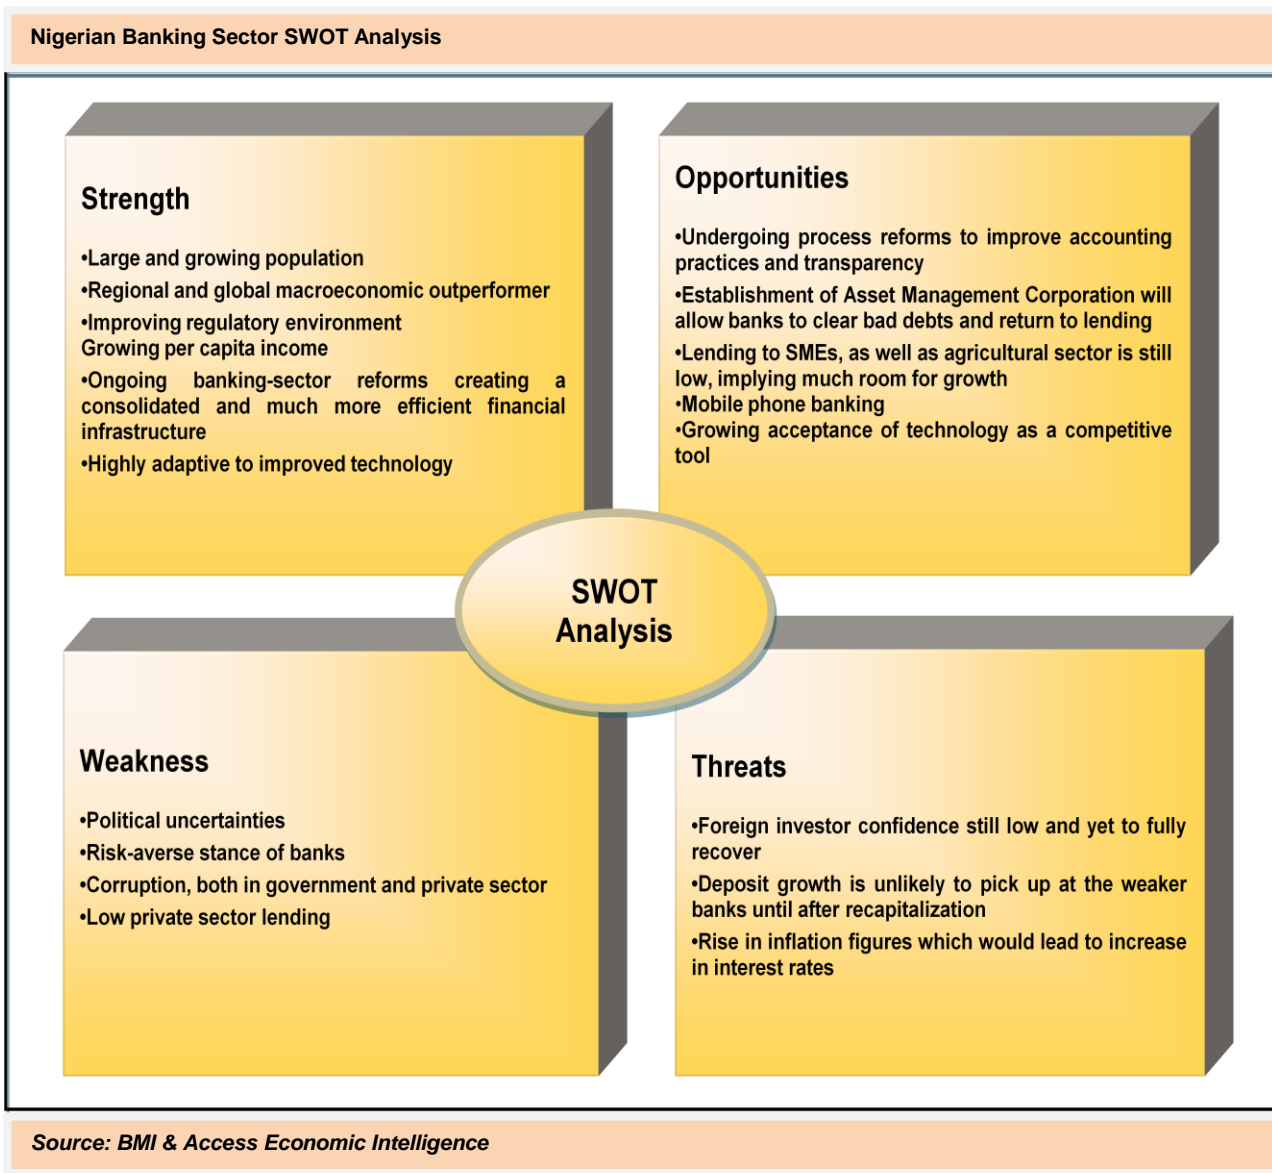 Nigerian Banking Sector SWOT Analysis
Strength
•Large and growing population
•Regional and global macroeconomic outperformer
•Improving regulatory environment
Growing per capita income
•Ongoing banking-sector reforms creating a
consolidated and much more efficient financial
infrastructure
•Highly adaptive to improved technology
Opportunities
•Undergoing process reforms to improve accounting
practices and transparency
•Establishment of Asset Management Corporation will
allow banks to clear bad debts and return to lending
•Lending to SMEs, as well as agricultural sector is still
low, implying much room for growth
•Mobile phone banking
•Growing acceptance of technology as a competitive
tool
SWOT
Analysis
Weakness
•Political uncertainties
•Risk-averse stance of banks
•Corruption, both in government and private sector
•Low private sector lending
Threats
•Foreign investor confidence still low and yet to fully
recover
•Deposit growth is unlikely to pick up at the weaker
banks until after recapitalization
•Rise in inflation figures which would lead to increase
in interest rates
Source: BMI & Access Economic Intelligence